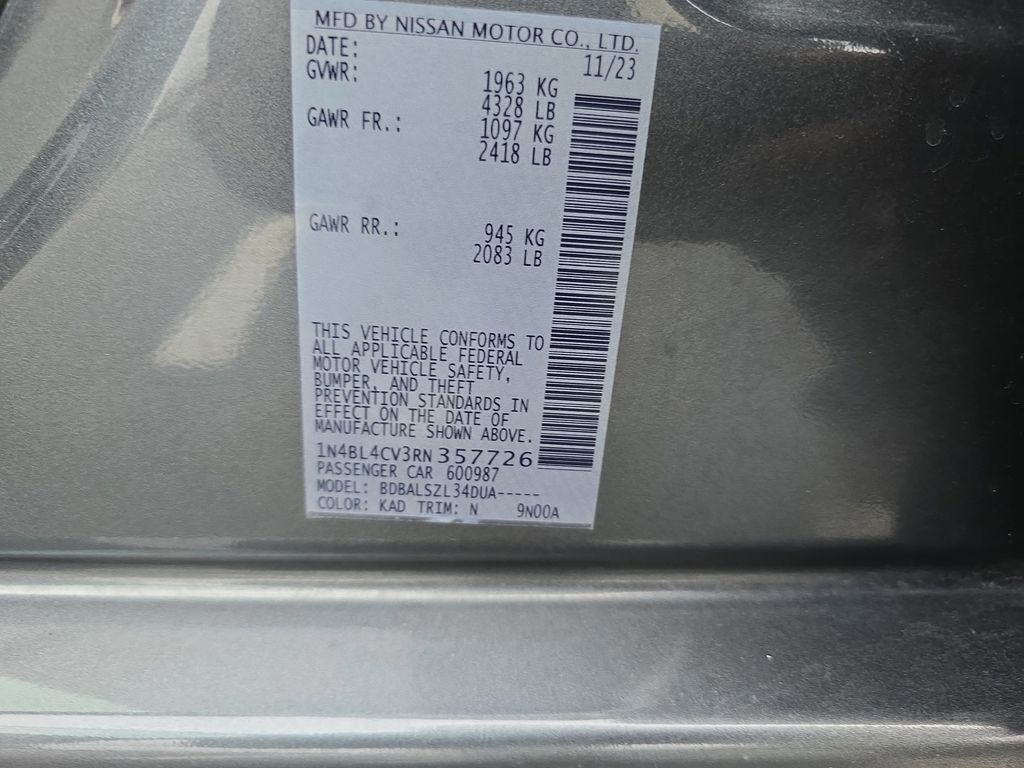 MFD BY NISSAN MOTOR CO., LTD.
DATE: 11/23
GVWR: 1963 KG
4328 LB
GAWR FR.: 1097 KG
2418 LB
GAWR RR.: 945 KG
2083 LB
THIS VEHICLE CONFORMS TO
ALL APPLICABLE FEDERAL
MOTOR VEHICLE SAFETY,
BUMPER, AND THEFT
PREVENTION STANDARDS IN
EFFECT ON THE DATE OF
MANUFACTURE SHOWN ABOVE.
1N4BL4CV3RN357726
PASSENGER CAR 600987
MODEL: BDBALSZL34DUA-----
COLOR: KAD TRIM: N 9N00A